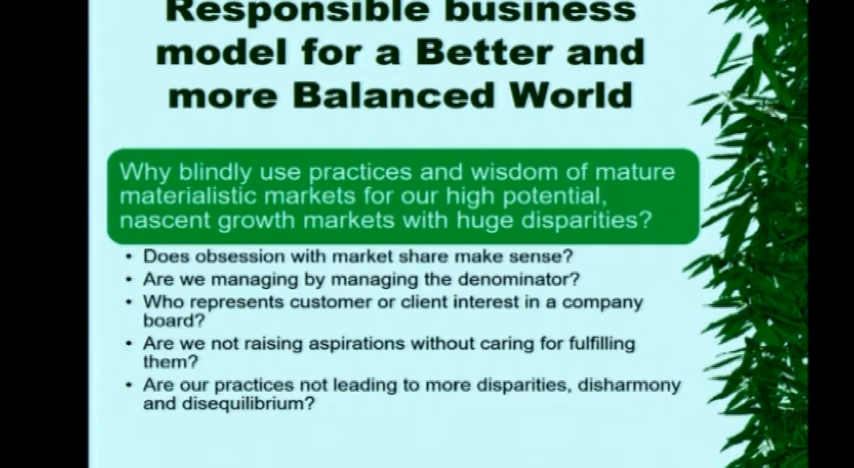 Responsible business
model for a Better and
more Balanced World
Why blindly use practices and wisdom of mature
materialistic markets for our high potential,
nascent growth markets with huge disparities?
• Does obsession with market share make sense?
• Are we managing by managing the denominator?
• Who represents customer or client interest in a company
board?
• Are we not raising aspirations without caring for fulfilling
them?
• Are our practices not leading to more disparities, disharmony
and disequilibrium?